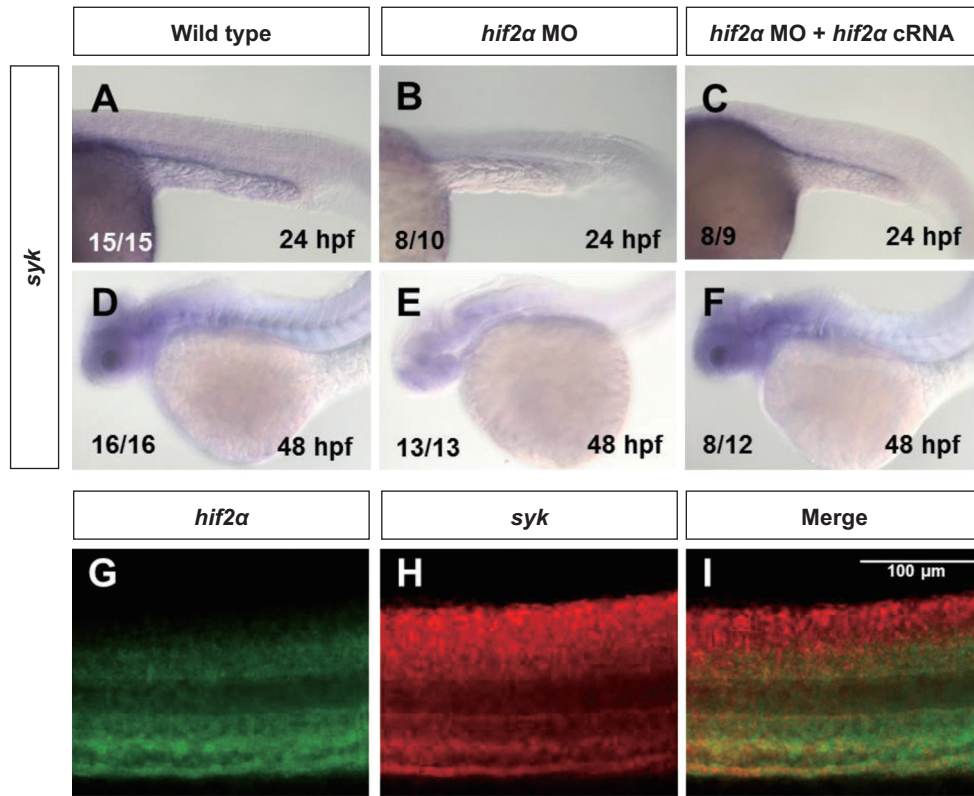 Wild type
hif2α MO
hif2α MO + hif2α cRNA
syk
A
15/15
24 hpf
B
8/10
24 hpf
C
8/9
24 hpf
D
16/16
48 hpf
E
13/13
48 hpf
F
8/12
48 hpf
hif2α
syk
Merge
G
H
I
100 µm